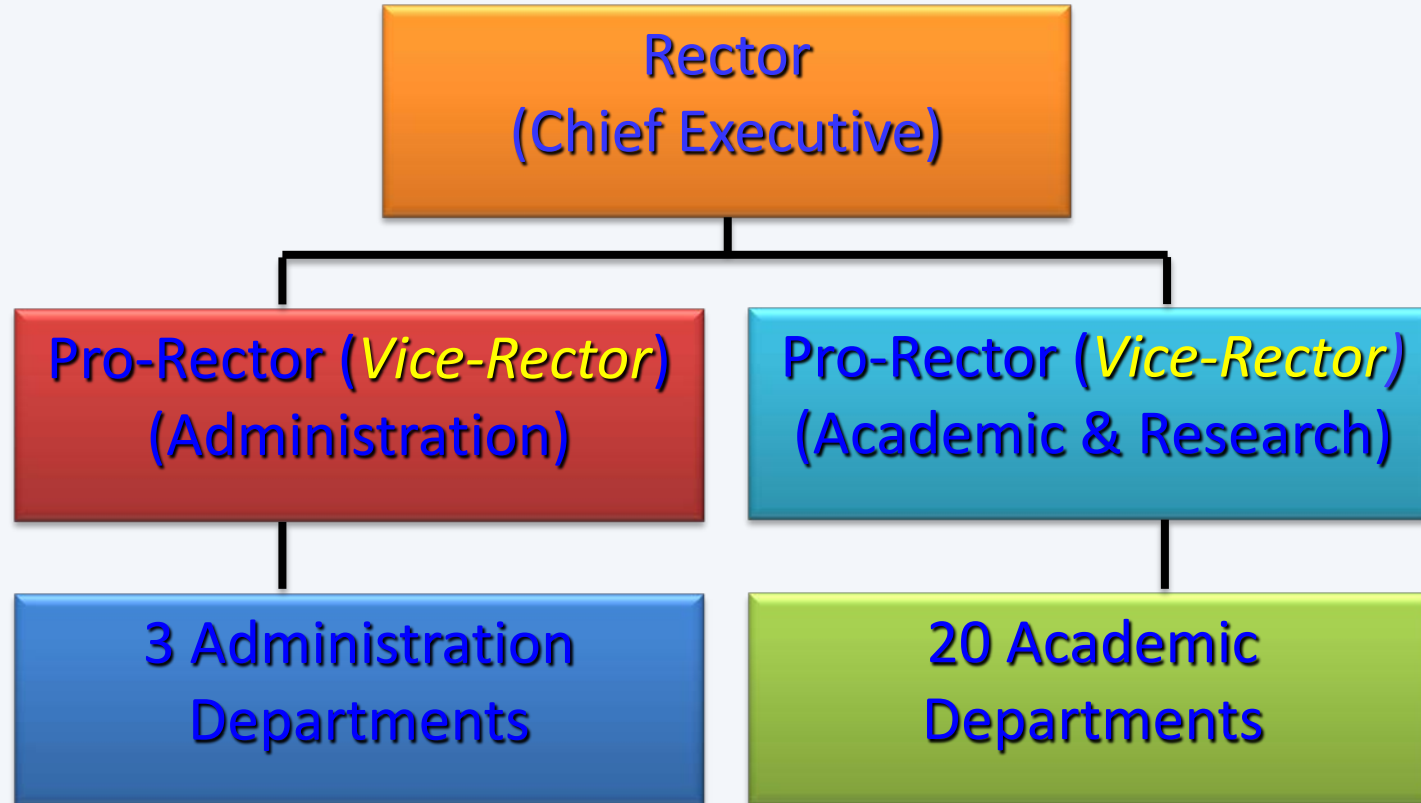 Rector
(Chief Executive)
Pro-Rector (Vice-Rector)
(Administration)
Pro-Rector (Vice-Rector)
(Academic & Research)
3 Administration
Departments
20 Academic
Departments